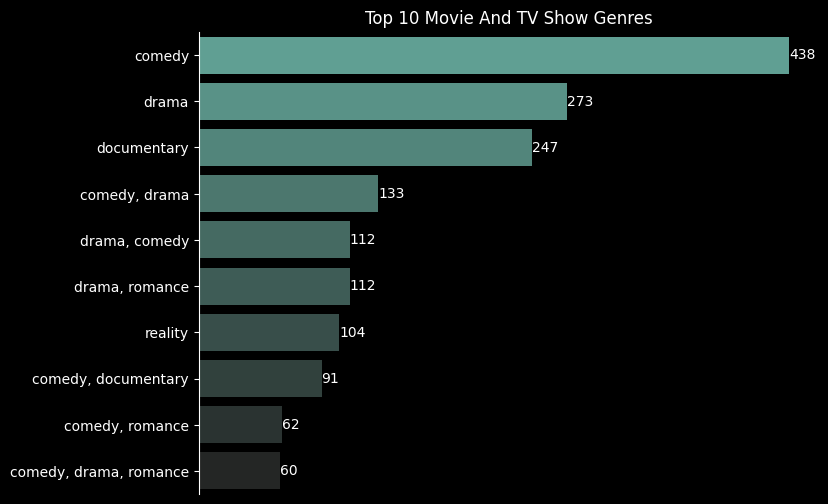 Top 10 Movie And TV Show Genres
comedy 438
drama 273
documentary 247
comedy, drama 133
drama, comedy 112
drama, romance 112
reality 104
comedy, documentary 91
comedy, romance 62
comedy, drama, romance 60